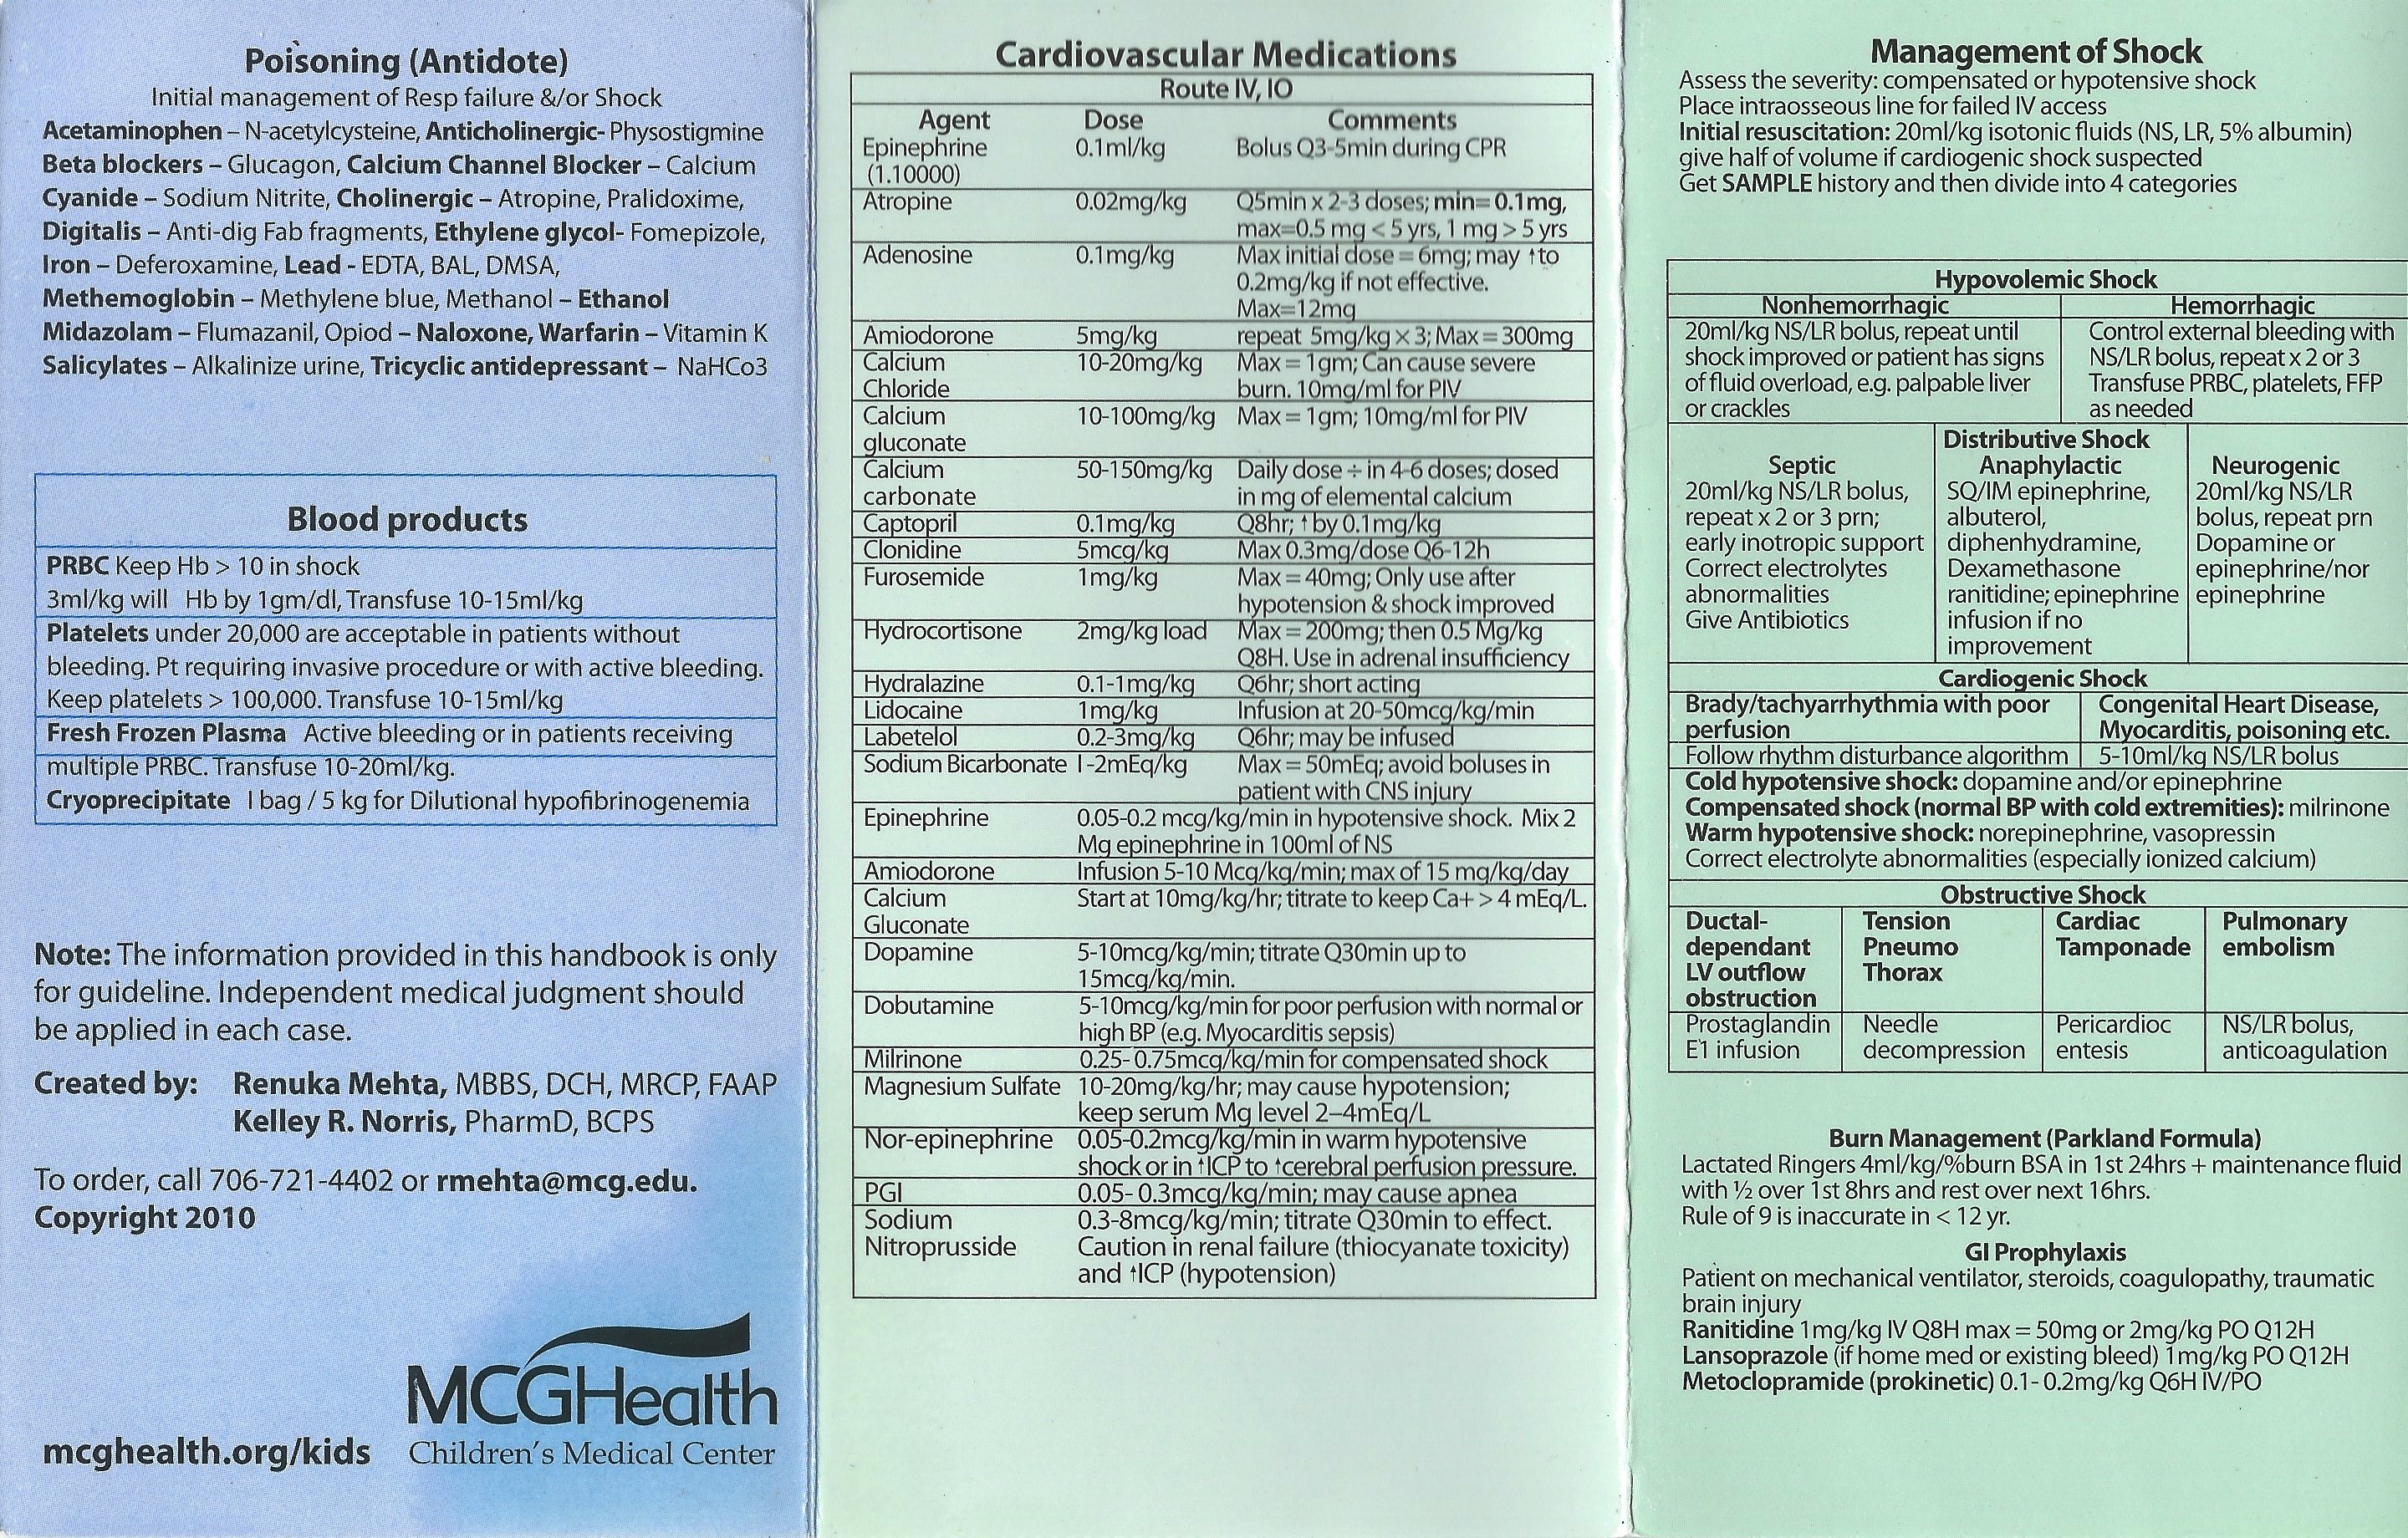 Poisoning (Antidote)
Initial management of Resp failure &/or Shock
Acetaminophen – N-acetylcysteine, Anticholinergic- Physostigmine
Beta blockers – Glucagon, Calcium Channel Blocker – Calcium
Cyanide – Sodium Nitrite, Cholinergic – Atropine, Pralidoxime,
Digitalis – Anti-dig Fab fragments, Ethylene glycol- Fomepizole,
Iron – Deferoxamine, Lead - EDTA, BAL, DMSA,
Methemoglobin – Methylene blue, Methanol – Ethanol
Midazolam – Flumazanil, Opiod – Naloxone, Warfarin – Vitamin K
Salicylates – Alkalinize urine, Tricyclic antidepressant – NaHCo3
Blood products
PRBC Keep Hb > 10 in shock
3ml/kg will Hb by 1gm/dl, Transfuse 10-15ml/kg
Platelets under 20,000 are acceptable in patients without
bleeding. Pt requiring invasive procedure or with active bleeding.
Keep platelets > 100,000. Transfuse 10-15ml/kg
Fresh Frozen Plasma Active bleeding or in patients receiving
multiple PRBC. Transfuse 10-20ml/kg.
Cryoprecipitate I bag / 5 kg for Dilutional hypofibrinogenemia
Note: The information provided in this handbook is only
for guideline. Independent medical judgment should
be applied in each case.
Created by: Renuka Mehta, MBBS, DCH, MRCP, FAAP
Kelley R. Norris, PharmD, BCPS
To order, call 706-721-4402 or rmehta@mcg.edu.
Copyright 2010
MCGHealth
mcghealth.org/kids Children's Medical Center
Cardiovascular Medications
Route IV, IO
Agent Dose Comments
Epinephrine 0.1ml/kg Bolus Q3-5min during CPR
(1.10000)
Atropine 0.02mg/kg Q5min x 2-3 doses; min= 0.1mg,
max=0.5 mg < 5 yrs, 1 mg > 5 yrs
Adenosine 0.1mg/kg Max initial dose = 6mg; may ↑to
0.2mg/kg if not effective.
Max=12mg
Amiodorone 5mg/kg repeat 5mg/kg × 3; Max = 300mg
Calcium 10-20mg/kg Max = 1gm; Can cause severe
Chloride burn. 10mg/ml for PIV
Calcium 10-100mg/kg Max = 1gm; 10mg/ml for PIV
gluconate
Calcium 50-150mg/kg Daily dose ÷ in 4-6 doses; dosed
carbonate in mg of elemental calcium
Captopril 0.1mg/kg Q8hr; ↑ by 0.1mg/kg
Clonidine 5mcg/kg Max 0.3mg/dose Q6-12h
Furosemide 1mg/kg Max = 40mg; Only use after
hypotension & shock improved
Hydrocortisone 2mg/kg load Max = 200mg; then 0.5 Mg/kg
Q8H. Use in adrenal insufficiency
Hydralazine 0.1-1mg/kg Q6hr; short acting
Lidocaine 1mg/kg Infusion at 20-50mcg/kg/min
Labetelol 0.2-3mg/kg Q6hr; may be infused
Sodium Bicarbonate I -2mEq/kg Max = 50mEq; avoid boluses in
patient with CNS injury
Epinephrine 0.05-0.2 mcg/kg/min in hypotensive shock. Mix 2
Mg epinephrine in 100ml of NS
Amiodorone Infusion 5-10 Mcg/kg/min; max of 15 mg/kg/day
Calcium Start at 10mg/kg/hr; titrate to keep Ca+ > 4 mEq/L.
Gluconate
Dopamine 5-10mcg/kg/min; titrate Q30min up to
15mcg/kg/min.
Dobutamine 5-10mcg/kg/min for poor perfusion with normal or
high BP (e.g. Myocarditis sepsis)
Milrinone 0.25- 0.75mcg/kg/min for compensated shock
Magnesium Sulfate 10-20mg/kg/hr; may cause hypotension;
keep serum Mg level 2–4mEq/L
Nor-epinephrine 0.05-0.2mcg/kg/min in warm hypotensive
shock or in ↑ICP to ↑cerebral perfusion pressure.
PGI 0.05- 0.3mcg/kg/min; may cause apnea
Sodium 0.3-8mcg/kg/min; titrate Q30min to effect.
Nitroprusside Caution in renal failure (thiocyanate toxicity)
and ↑ICP (hypotension)
Management of Shock
Assess the severity: compensated or hypotensive shock
Place intraosseous line for failed IV access
Initial resuscitation: 20ml/kg isotonic fluids (NS, LR, 5% albumin)
give half of volume if cardiogenic shock suspected
Get SAMPLE history and then divide into 4 categories
Hypovolemic Shock
Nonhemorrhagic Hemorrhagic
20ml/kg NS/LR bolus, repeat until Control external bleeding with
shock improved or patient has signs NS/LR bolus, repeat x 2 or 3
of fluid overload, e.g. palpable liver Transfuse PRBC, platelets, FFP
or crackles as needed
Distributive Shock
Septic Anaphylactic Neurogenic
20ml/kg NS/LR bolus, SQ/IM epinephrine, 20ml/kg NS/LR
repeat x 2 or 3 prn; albuterol, bolus, repeat prn
early inotropic support diphenhydramine, Dopamine or
Correct electrolytes Dexamethasone epinephrine/nor
abnormalities ranitidine; epinephrine epinephrine
Give Antibiotics infusion if no
improvement
Cardiogenic Shock
Brady/tachyarrhythmia with poor Congenital Heart Disease,
perfusion Myocarditis, poisoning etc.
Follow rhythm disturbance algorithm 5-10ml/kg NS/LR bolus
Cold hypotensive shock: dopamine and/or epinephrine
Compensated shock (normal BP with cold extremities): milrinone
Warm hypotensive shock: norepinephrine, vasopressin
Correct electrolyte abnormalities (especially ionized calcium)
Obstructive Shock
Ductal- Tension Cardiac Pulmonary
dependant Pneumo Tamponade embolism
LV outflow Thorax
obstruction
Prostaglandin Needle Pericardioc NS/LR bolus,
E1 infusion decompression entesis anticoagulation
Burn Management (Parkland Formula)
Lactated Ringers 4ml/kg/%burn BSA in 1st 24hrs + maintenance fluid
with ½ over 1st 8hrs and rest over next 16hrs.
Rule of 9 is inaccurate in < 12 yr.
GI Prophylaxis
Patient on mechanical ventilator, steroids, coagulopathy, traumatic
brain injury
Ranitidine 1mg/kg IV Q8H max = 50mg or 2mg/kg PO Q12H
Lansoprazole (if home med or existing bleed) 1mg/kg PO Q12H
Metoclopramide (prokinetic) 0.1- 0.2mg/kg Q6H IV/PO